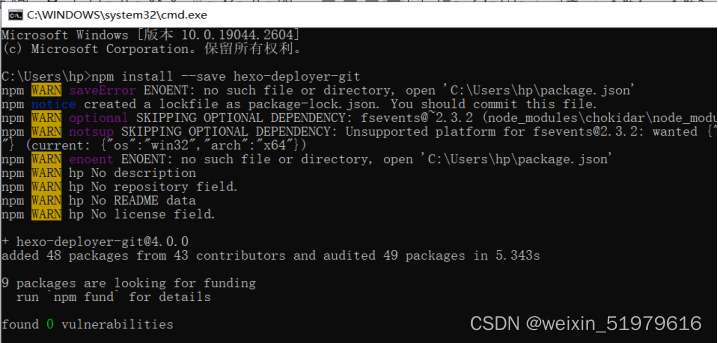 C:\WINDOWS\system32\cmd.exe
Microsoft Windows [版本 10.0.19044.2604]
(c) Microsoft Corporation。保留所有权利。
C:\Users\hp>npm install --save hexo-deployer-git
npm WARN saveError ENOENT: no such file or directory, open 'C:\Users\hp\package.json'
npm notice created a lockfile as package-lock.json. You should commit this file.
npm WARN optional SKIPPING OPTIONAL DEPENDENCY: fsevents@~2.3.2 (node_modules\chokidar\node_modu
npm WARN notsup SKIPPING OPTIONAL DEPENDENCY: Unsupported platform for fsevents@2.3.2: wanted {"
"} (current: {"os":"win32","arch":"x64"})
npm WARN enoent ENOENT: no such file or directory, open 'C:\Users\hp\package.json'
npm WARN hp No description
npm WARN hp No repository field.
npm WARN hp No README data
npm WARN hp No license field.
+ hexo-deployer-git@4.0.0
added 48 packages from 43 contributors and audited 49 packages in 5.343s
9 packages are looking for funding
run `npm fund` for details
found 0 vulnerabilities
CSDN @weixin_51979616